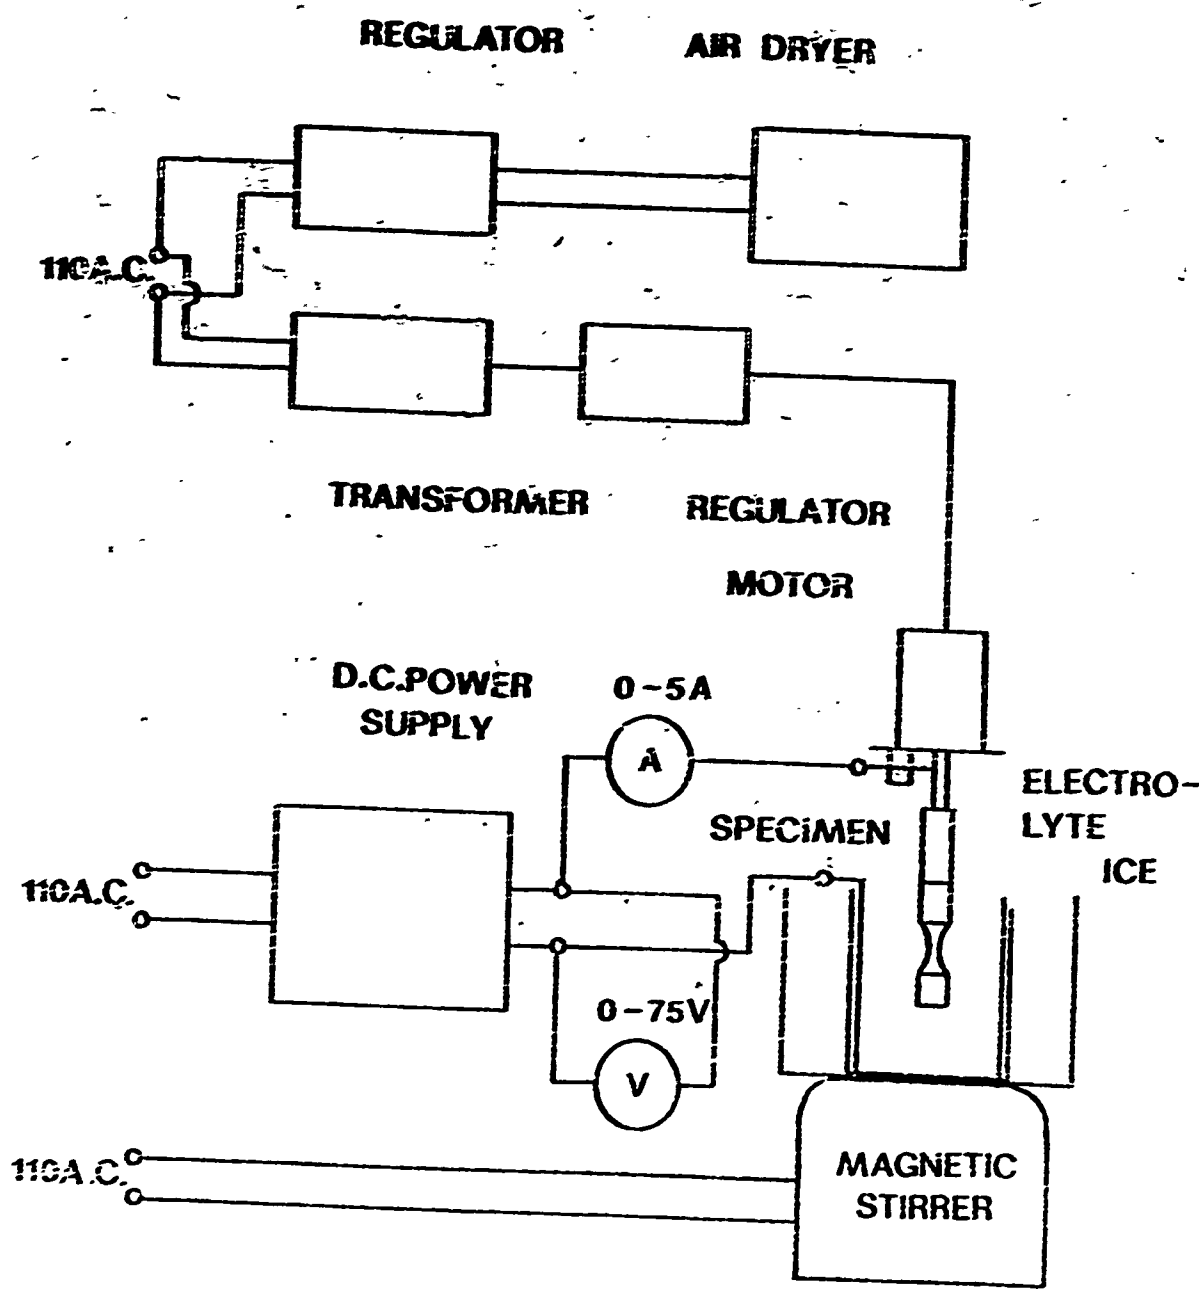 REGULATOR
AIR DRYER
110A.C.
TRANSFORMER
REGULATOR
MOTOR
D.C.POWER
SUPPLY
0-5A
A
ELECTRO-
LYTE
SPECIMEN
ICE
110A.C.
0-75V
V
110A.C.
MAGNETIC
STIRRER